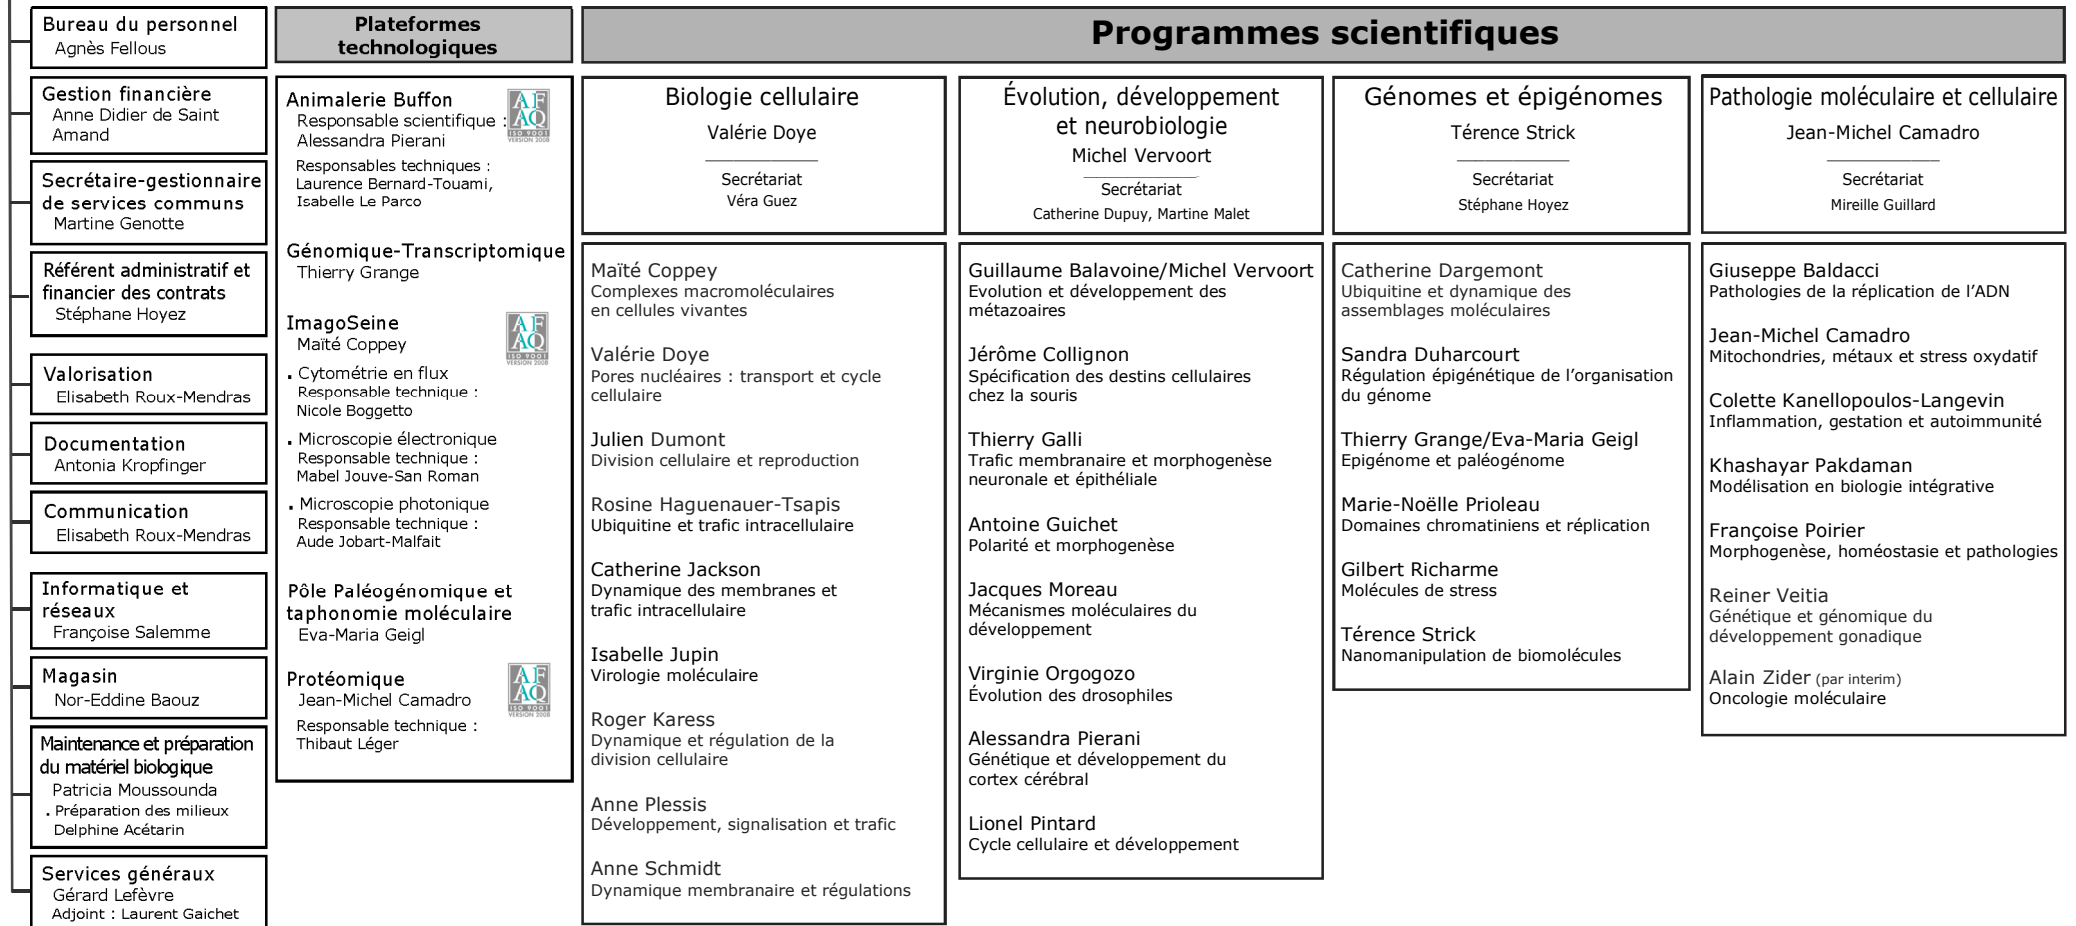 Bureau du personnel
Agnès Fellous
Gestion financière
Anne Didier de Saint
Amand
Secrétaire-gestionnaire
de services communs
Martine Genotte
Référent administratif et
financier des contrats
Stéphane Hoyez
Valorisation
Elisabeth Roux-Mendras
Documentation
Antonia Kropfinger
Communication
Elisabeth Roux-Mendras
Informatique et
réseaux
Françoise Salemme
Magasin
Nor-Eddine Baouz
Maintenance et préparation
du matériel biologique
Patricia Moussounda
. Préparation des milieux
Delphine Acétarin
Services généraux
Gérard Lefèvre
Adjoint : Laurent Gaichet
Plateformes
technologiques
Animalerie Buffon
Responsable scientifique :
Alessandra Pierani
Responsables techniques :
Laurence Bernard-Touami,
Isabelle Le Parco
AF
AQ
ISO 9001
VERSION 2008
Génomique-Transcriptomique
Thierry Grange
ImagoSeine
Maïté Coppey
AF
AQ
ISO 9001
VERSION 2008
. Cytométrie en flux
Responsable technique :
Nicole Boggetto
. Microscopie électronique
Responsable technique :
Mabel Jouve-San Roman
. Microscopie photonique
Responsable technique :
Aude Jobart-Malfait
Pôle Paléogénomique et
taphonomie moléculaire
Eva-Maria Geigl
Protéomique
Jean-Michel Camadro
Responsable technique :
Thibaut Léger
AF
AQ
ISO 9001
VERSION 2008
Programmes scientifiques
Biologie cellulaire
Valérie Doye
Secrétariat
Véra Guez
Maïté Coppey
Complexes macromoléculaires
en cellules vivantes
Valérie Doye
Pores nucléaires : transport et cycle
cellulaire
Julien Dumont
Division cellulaire et reproduction
Rosine Haguenauer-Tsapis
Ubiquitine et trafic intracellulaire
Catherine Jackson
Dynamique des membranes et
trafic intracellulaire
Isabelle Jupin
Virologie moléculaire
Roger Karess
Dynamique et régulation de la
division cellulaire
Anne Plessis
Développement, signalisation et trafic
Anne Schmidt
Dynamique membranaire et régulations
Évolution, développement
et neurobiologie
Michel Vervoort
Secrétariat
Catherine Dupuy, Martine Malet
Guillaume Balavoine/Michel Vervoort
Evolution et développement des
métazoaires
Jérôme Collignon
Spécification des destins cellulaires
chez la souris
Thierry Galli
Trafic membranaire et morphogenèse
neuronale et épithéliale
Antoine Guichet
Polarité et morphogenèse
Jacques Moreau
Mécanismes moléculaires du
développement
Virginie Orgogozo
Évolution des drosophiles
Alessandra Pierani
Génétique et développement du
cortex cérébral
Lionel Pintard
Cycle cellulaire et développement
Génomes et épigénomes
Térence Strick
Secrétariat
Stéphane Hoyez
Catherine Dargemont
Ubiquitine et dynamique des
assemblages moléculaires
Sandra Duharcourt
Régulation épigénétique de l’organisation
du génome
Thierry Grange/Eva-Maria Geigl
Epigénome et paléogénome
Marie-Noëlle Prioleau
Domaines chromatiniens et réplication
Gilbert Richarme
Molécules de stress
Térence Strick
Nanomanipulation de biomolécules
Pathologie moléculaire et cellulaire
Jean-Michel Camadro
Secrétariat
Mireille Guillard
Giuseppe Baldacci
Pathologies de la réplication de l’ADN
Jean-Michel Camadro
Mitochondries, métaux et stress oxydatif
Colette Kanellopoulos-Langevin
Inflammation, gestation et autoimmunité
Khashayar Pakdaman
Modélisation en biologie intégrative
Françoise Poirier
Morphogenèse, homéostasie et pathologies
Reiner Veitia
Génétique et génomique du
développement gonadique
Alain Zider (par interim)
Oncologie moléculaire